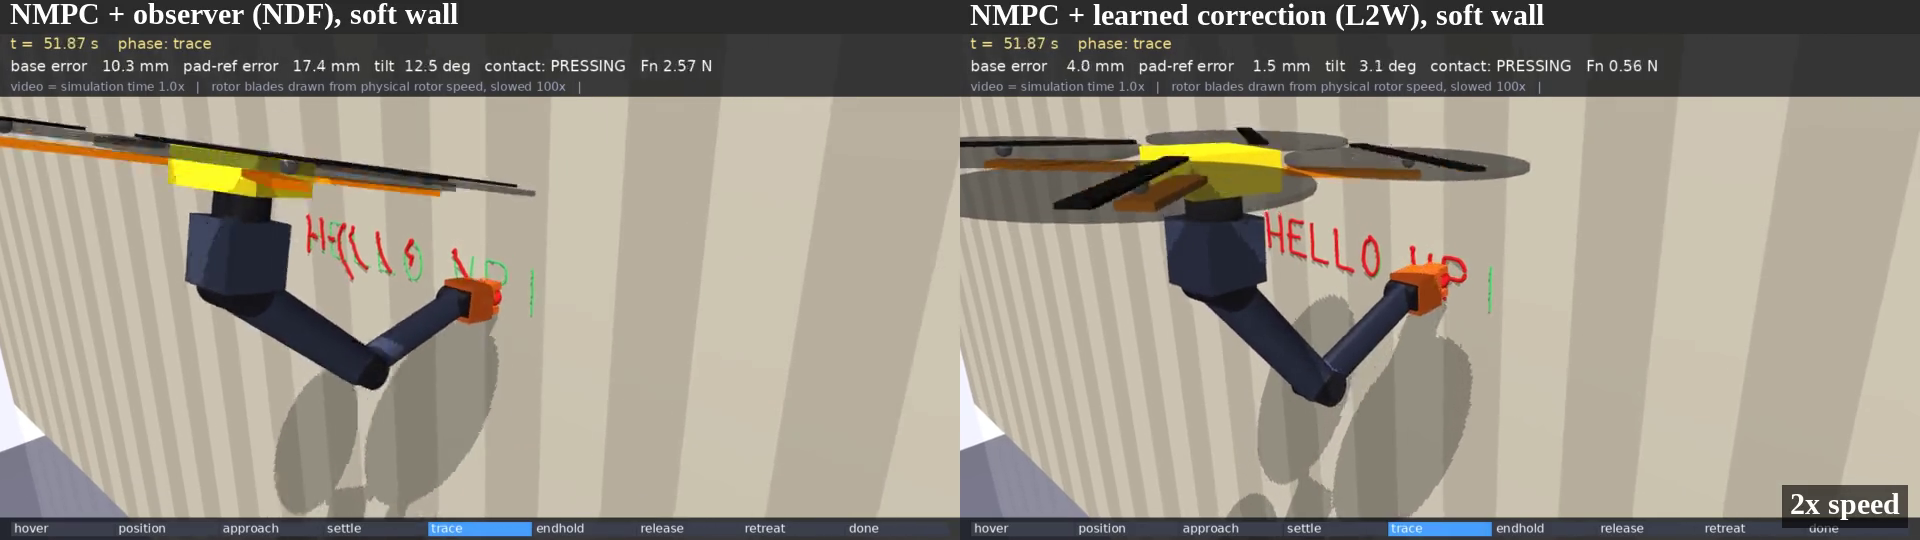 NMPC + observer (NDF), soft wall
t = 51.87 s phase: trace
base error 10.3 mm pad-ref error 17.4 mm tilt 12.5 deg contact: PRESSING Fn 2.57 N
video = simulation time 1.0x | rotor blades drawn from physical rotor speed, slowed 100x |
HELLO
hover position approach settle trace endhold release retreat done
NMPC + learned correction (L2W), soft wall
t = 51.87 s phase: trace
base error 4.0 mm pad-ref error 1.5 mm tilt 3.1 deg contact: PRESSING Fn 0.56 N
video = simulation time 1.0x | rotor blades drawn from physical rotor speed, slowed 100x |
HELLO
2x speed
hover position approach settle trace endhold release retreat done